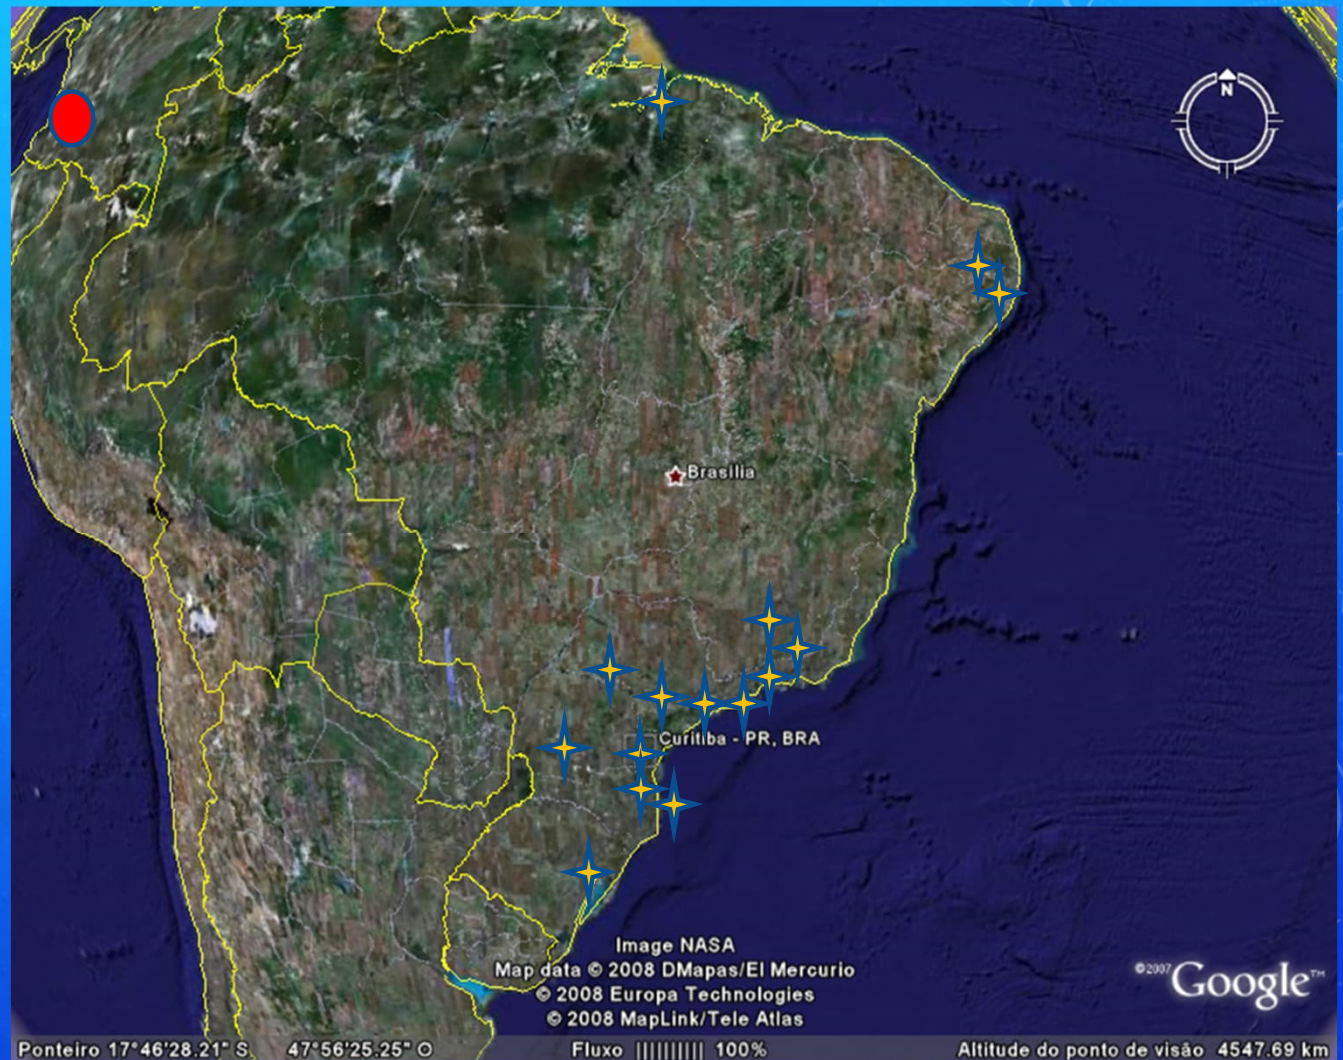 N
Brasília
Curitiba - PR, BRA
Image NASA
Map data © 2008 DMapas/El Mercurio
© 2008 Europa Technologies
© 2008 MapLink/Tele Atlas
©2007 Google™
Ponteiro 17°46'28.21" S 47°56'25.25" O Fluxo |||||||||| 100% Altitude do ponto de visão 4547.69 km